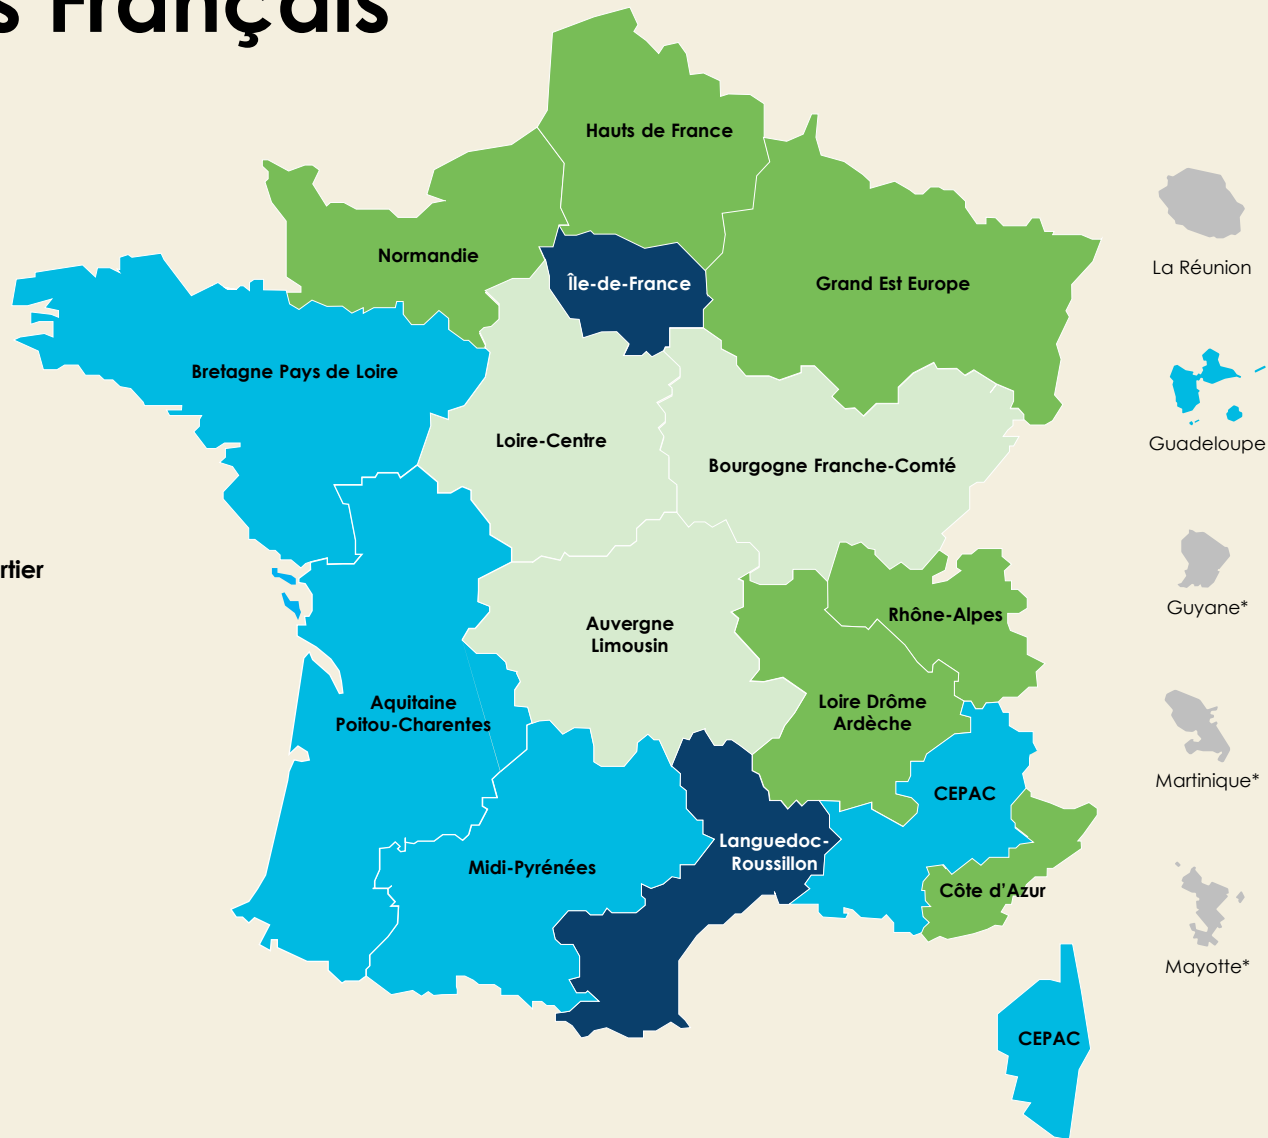 s Français
Hauts de France
Normandie
Île-de-France
Grand Est Europe
La Réunion
Bretagne Pays de Loire
Loire-Centre
Bourgogne Franche-Comté
Guadeloupe
rtier
Auvergne
Limousin
Rhône-Alpes
Guyane*
Aquitaine
Poitou-Charentes
Loire Drôme
Ardèche
CEPAC
Martinique*
Languedoc-
Roussillon
Midi-Pyrénées
Côte d'Azur
Mayotte*
CEPAC